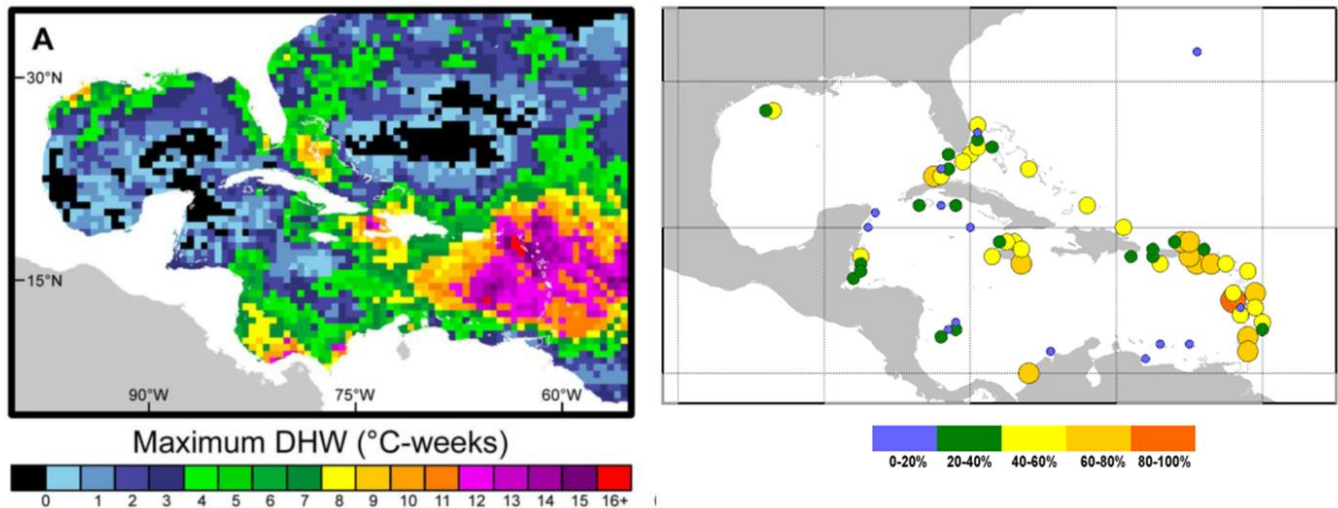 A
30°N
15°N
90°W 75°W 60°W
Maximum DHW (°C-weeks)
0 1 2 3 4 5 6 7 8 9 10 11 12 13 14 15 16+
0-20% 20-40% 40-60% 60-80% 80-100%